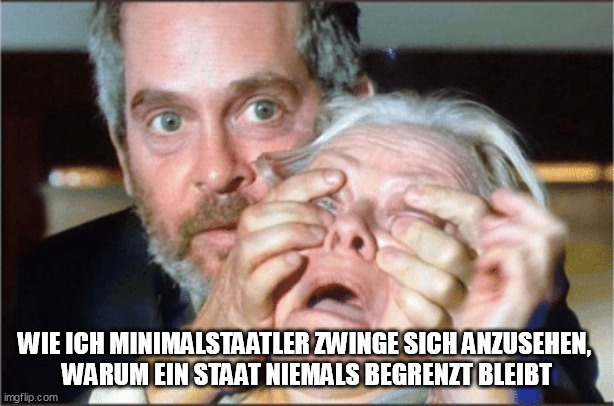 WIE ICH MINIMALSTAATLER ZWINGE SICH ANZUSEHEN,
WARUM EIN STAAT NIEMALS BEGRENZT BLEIBT
imgflip.com